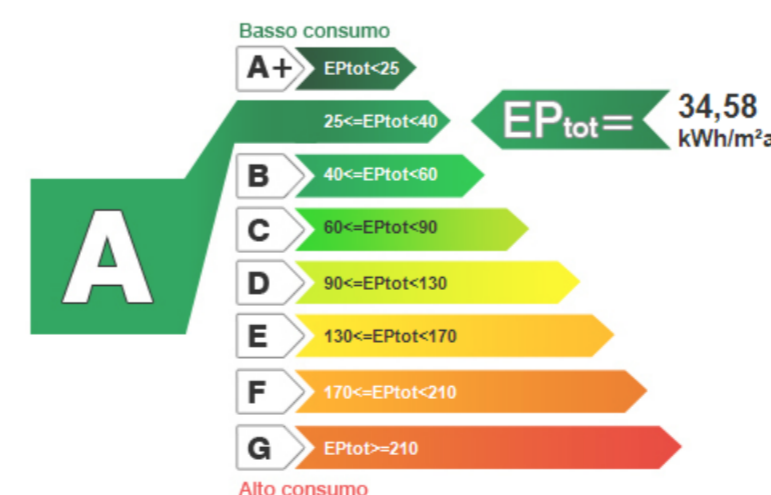 Basso consumo
A+ EPtot<25
A 25<=EPtot<40
EPtot= 34,58
kWh/m²a
B 40<=EPtot<60
C 60<=EPtot<90
D 90<=EPtot<130
E 130<=EPtot<170
F 170<=EPtot<210
G EPtot>=210
Alto consumo